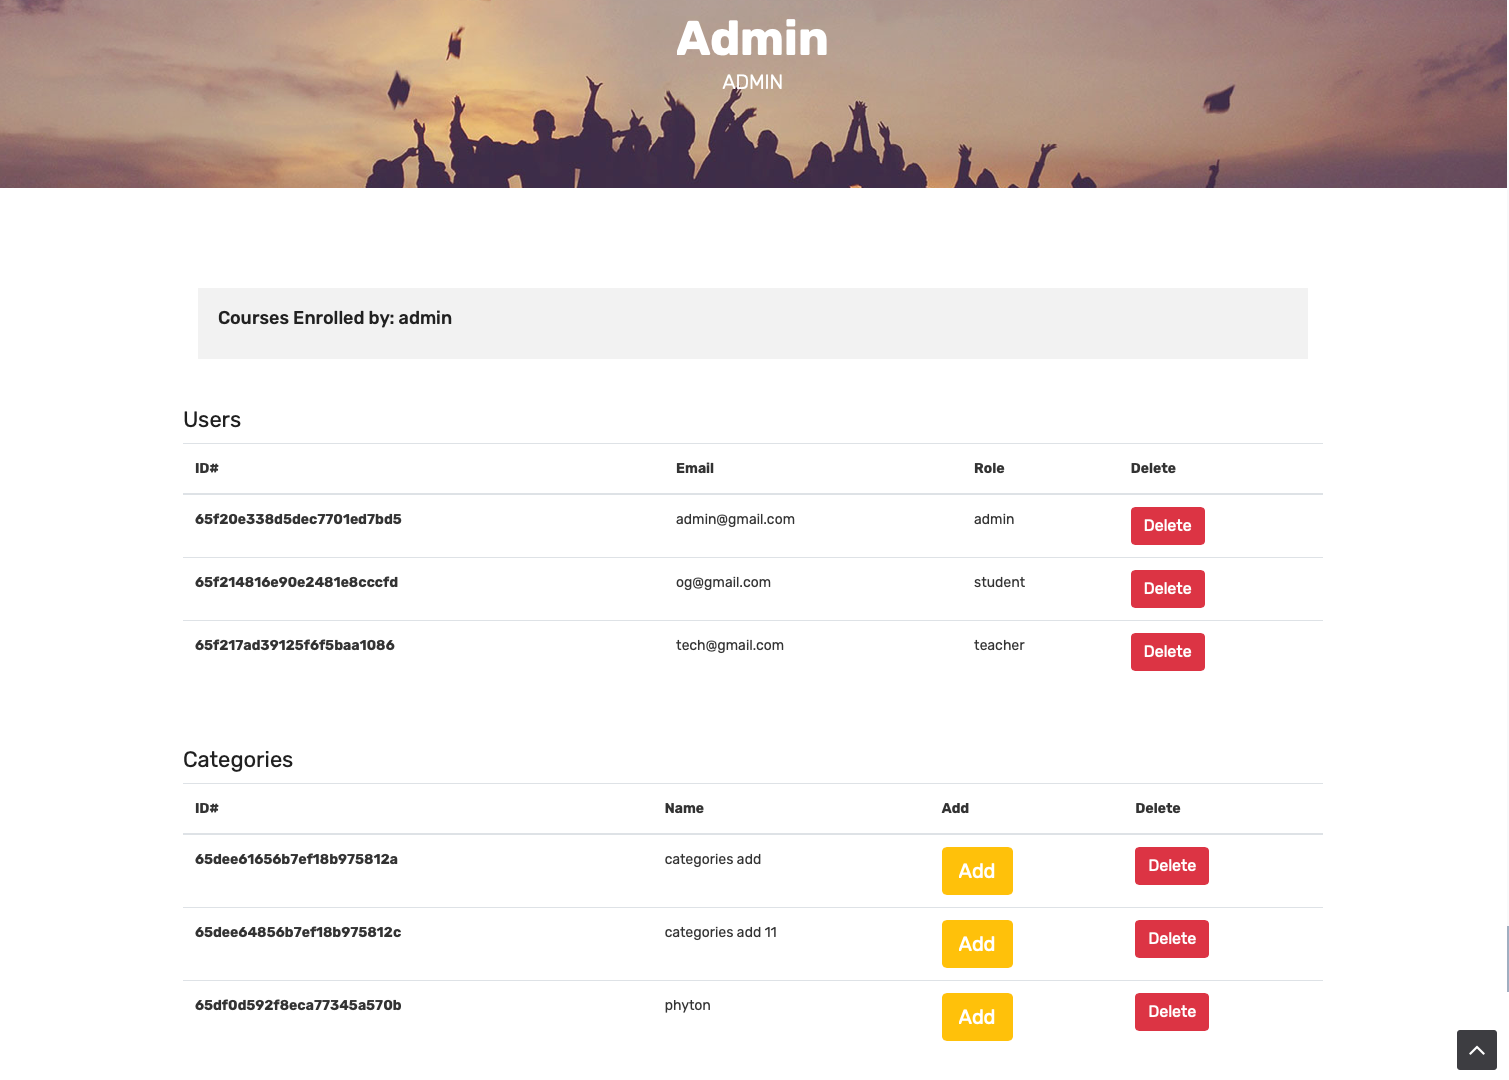 Admin
ADMIN
Courses Enrolled by: admin
Users
ID# Email Role Delete
65f20e338d5dec7701ed7bd5 admin@gmail.com admin Delete
65f214816e90e2481e8cccfd og@gmail.com student Delete
65f217ad39125f6f5baa1086 tech@gmail.com teacher Delete
Categories
ID# Name Add Delete
65dee61656b7ef18b975812a categories add Add Delete
65dee64856b7ef18b975812c categories add 11 Add Delete
65df0d592f8eca77345a570b phyton Add Delete